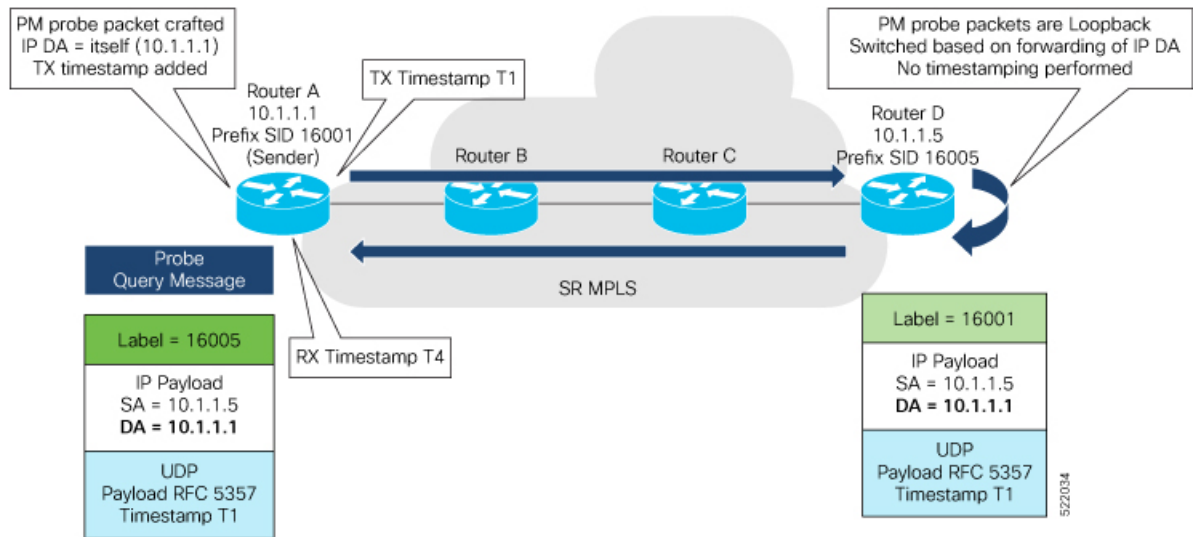 PM probe packet crafted
IP DA = itself (10.1.1.1)
TX timestamp added
Router A
10.1.1.1
Prefix SID 16001
(Sender)
TX Timestamp T1
PM probe packets are Loopback
Switched based on forwarding of IP DA
No timestamping performed
Router B
Router C
Router D
10.1.1.5
Prefix SID 16005
Probe
Query Message
SR MPLS
RX Timestamp T4
Label = 16005
IP Payload
SA = 10.1.1.5
DA = 10.1.1.1
UDP
Payload RFC 5357
Timestamp T1
Label = 16001
IP Payload
SA = 10.1.1.5
DA = 10.1.1.1
UDP
Payload RFC 5357
Timestamp T1
522034